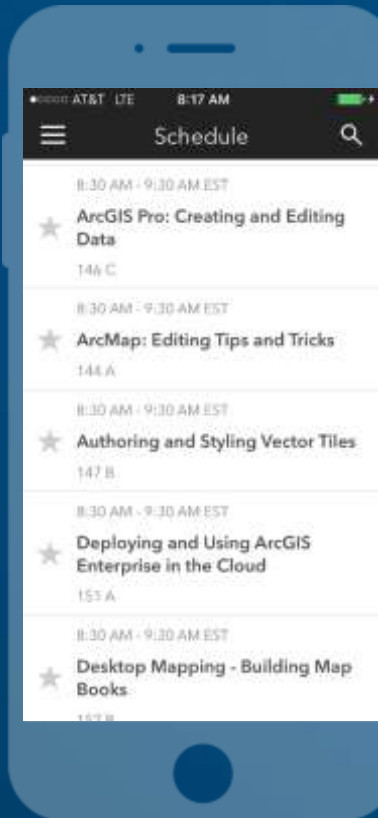 AT&T LTE 8:17 AM +
Schedule
8:30 AM - 9:30 AM EST
ArcGIS Pro: Creating and Editing
Data
146 C
8:30 AM - 9:30 AM EST
ArcMap: Editing Tips and Tricks
144 A
8:30 AM - 9:30 AM EST
Authoring and Styling Vector Tiles
147 B
8:30 AM - 9:30 AM EST
Deploying and Using ArcGIS
Enterprise in the Cloud
151 A
8:30 AM - 9:30 AM EST
Desktop Mapping - Building Map
Books